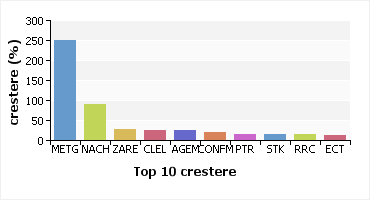 crestere (%)
300
250
200
150
100
50
0
METG NACH ZARE CLEL AGEM CONFM PTR STK RRC ECT
Top 10 crestere